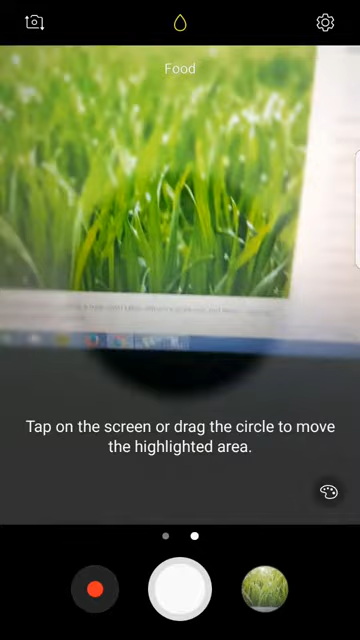 Food
Tap on the screen or drag the circle to move
the highlighted area.